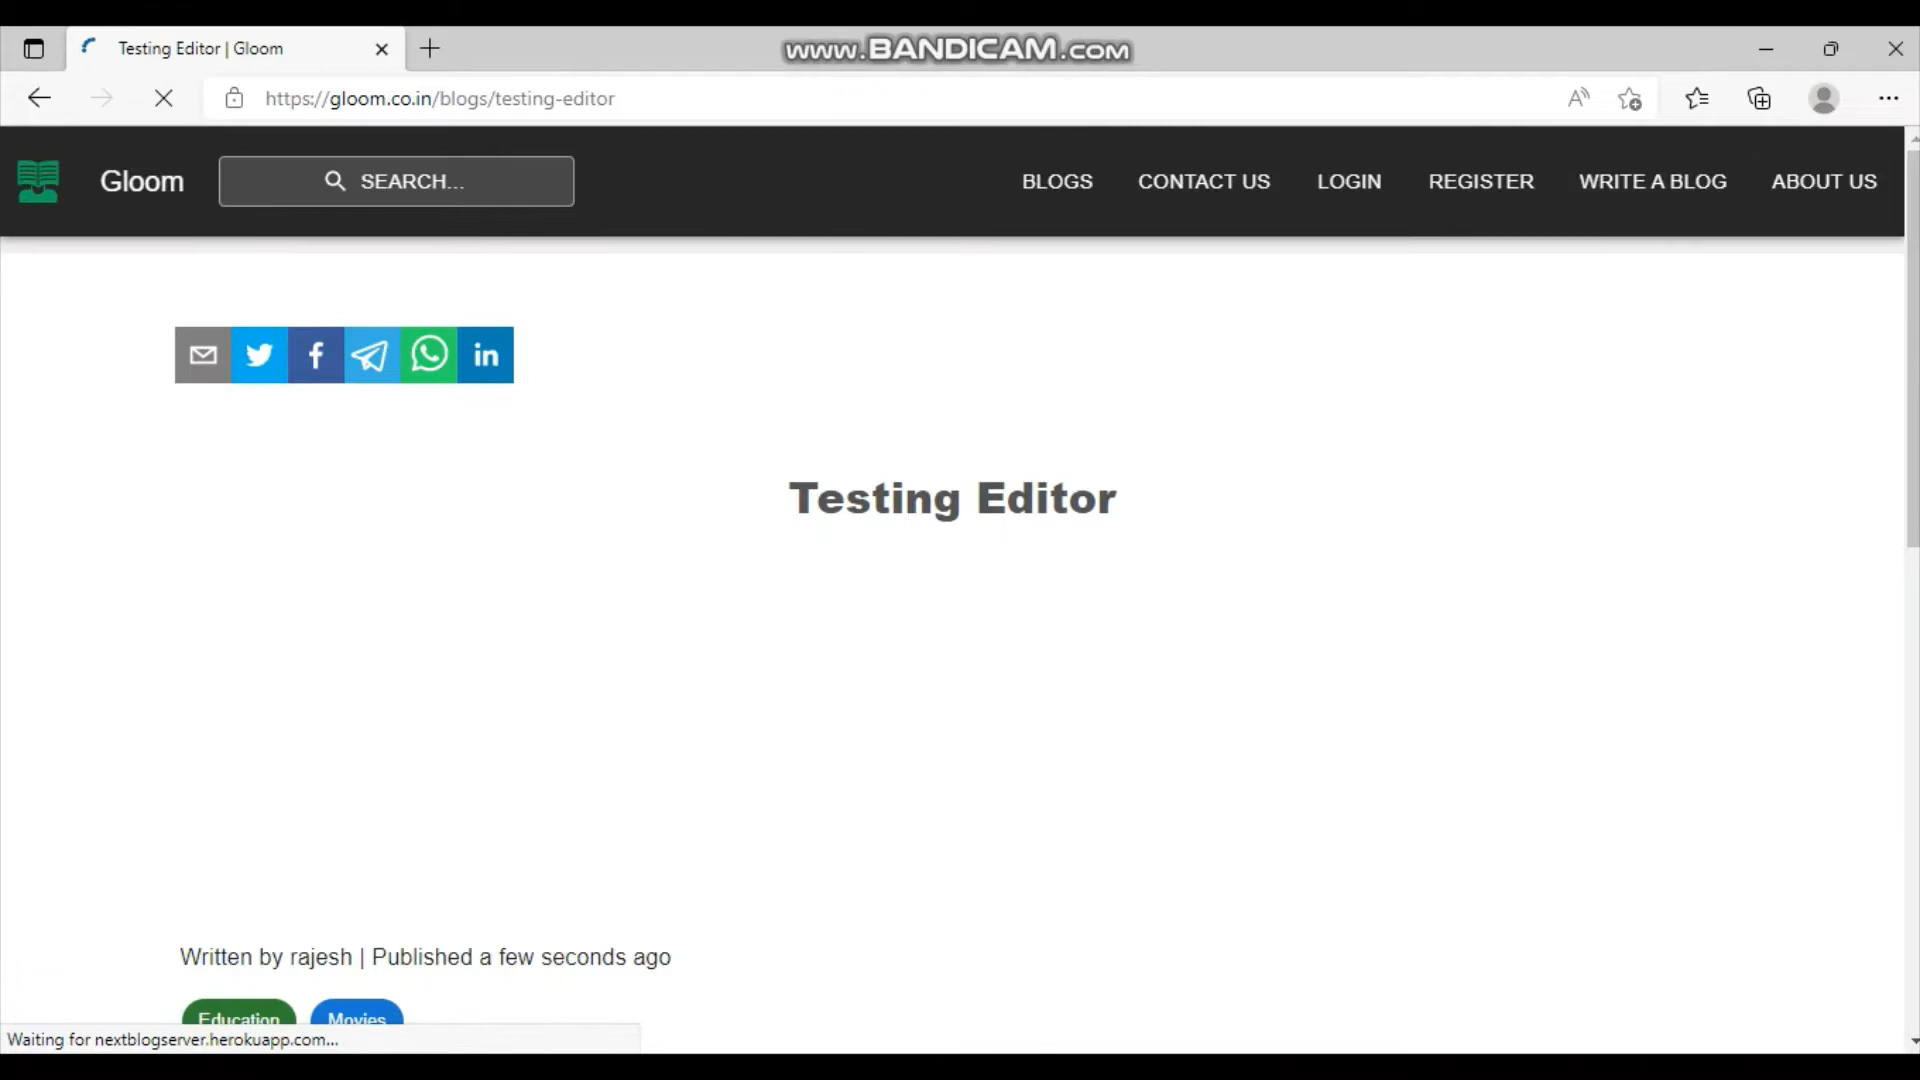 Testing Editor | Gloom
www.BANDICAM.com
https://gloom.co.in/blogs/testing-editor
Gloom
SEARCH...
BLOGS
CONTACT US
LOGIN
REGISTER
WRITE A BLOG
ABOUT US
Testing Editor
Written by rajesh | Published a few seconds ago
Education
Movies
Waiting for nextblogserver.herokuapp.com...